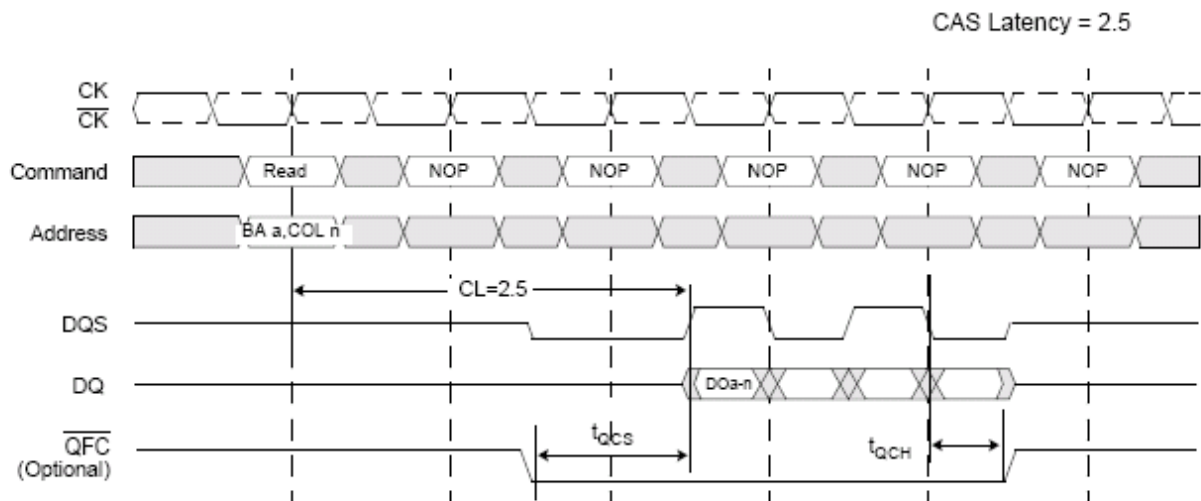 CAS Latency = 2.5
CK
CK
Command Read NOP NOP NOP NOP NOP
Address BA a,COL n
CL=2.5
DQS
DQ DOa-n
QFC tQCS tQCH
(Optional)